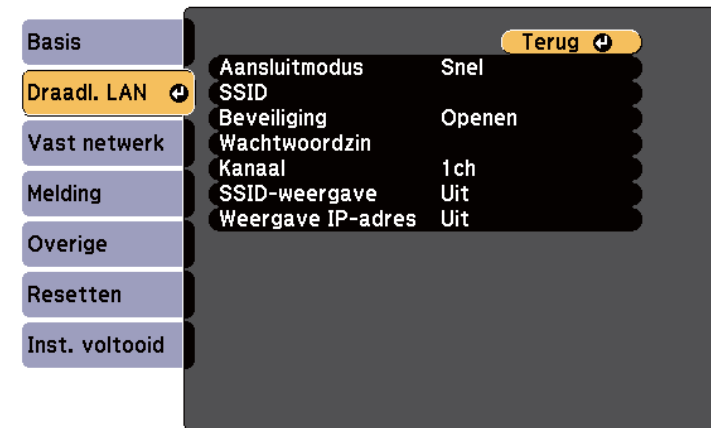 Basis
Draadl. LAN
Vast netwerk
Melding
Overige
Resetten
Inst. voltooid
Terug
Aansluitmodus Snel
SSID
Beveiliging Openen
Wachtwoordzin
Kanaal 1ch
SSID-weergave Uit
Weergave IP-adres Uit